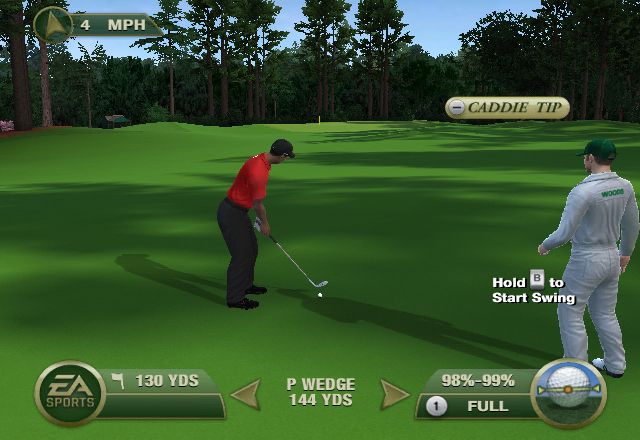 4 MPH
CADDIE TIP
WOODS
Hold B to
Start Swing
EA
SPORTS
130 YDS
P WEDGE
144 YDS
98%-99%
1 FULL